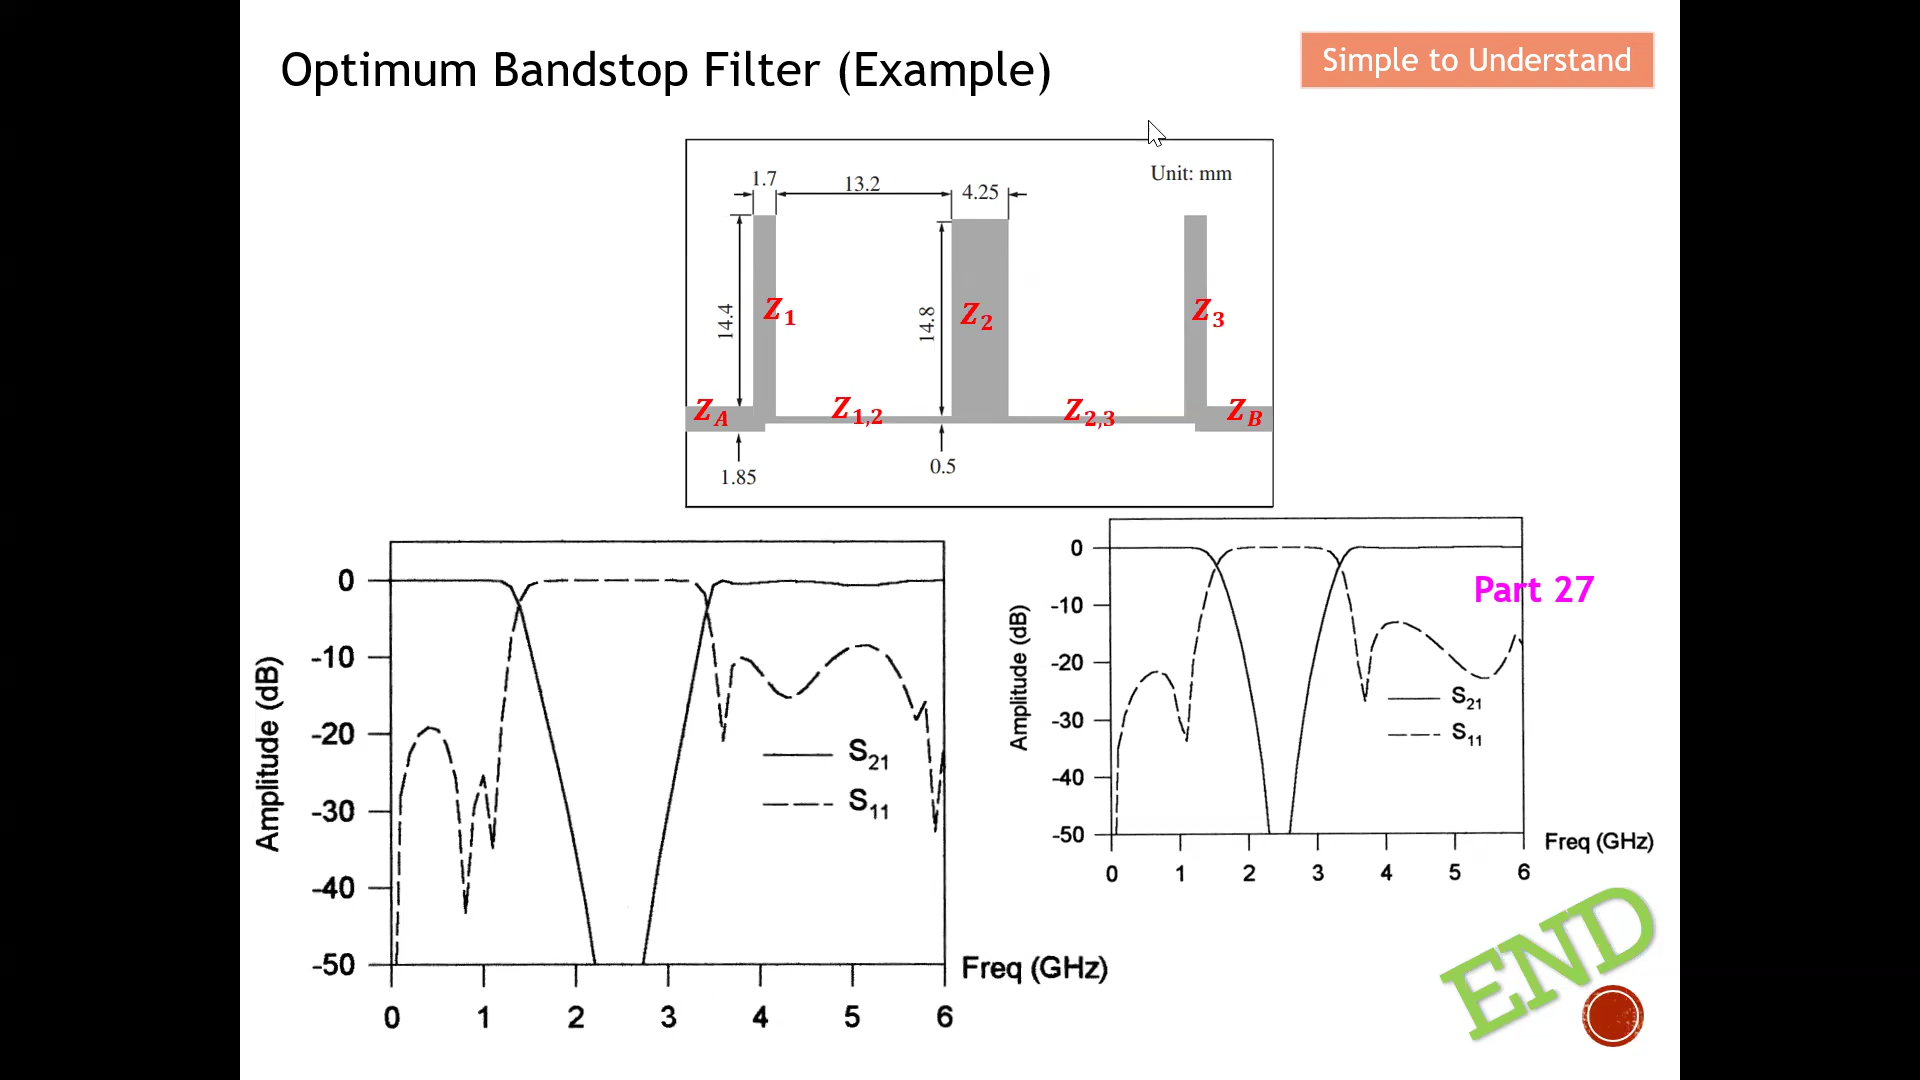 Optimum Bandstop Filter (Example)
Simple to Understand
Unit: mm
1.7
13.2
4.25
14.4
14.8
Z1
Z2
Z3
ZA
Z1,2
Z2,3
ZB
1.85
0.5
Amplitude (dB)
0
-10
-20
-30
-40
-50
S21
S11
0 1 2 3 4 5 6
Freq (GHz)
Amplitude (dB)
0
-10
-20
-30
-40
-50
Part 27
S21
S11
0 1 2 3 4 5 6
Freq (GHz)
END